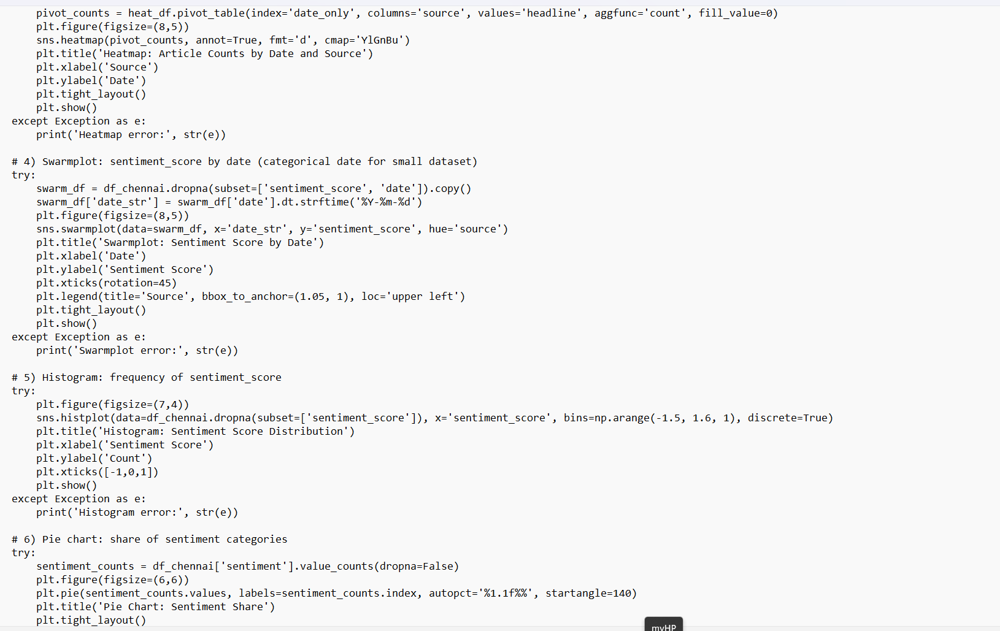 pivot_counts = heat_df.pivot_table(index='date_only', columns='source', values='headline', aggfunc='count', fill_value=0)
    plt.figure(figsize=(8,5))
    sns.heatmap(pivot_counts, annot=True, fmt='d', cmap='YlGnBu')
    plt.title('Heatmap: Article Counts by Date and Source')
    plt.xlabel('Source')
    plt.ylabel('Date')
    plt.tight_layout()
    plt.show()
except Exception as e:
    print('Heatmap error:', str(e))

# 4) Swarmplot: sentiment_score by date (categorical date for small dataset)
try:
    swarm_df = df_chennai.dropna(subset=['sentiment_score', 'date']).copy()
    swarm_df['date_str'] = swarm_df['date'].dt.strftime('%Y-%m-%d')
    plt.figure(figsize=(8,5))
    sns.swarmplot(data=swarm_df, x='date_str', y='sentiment_score', hue='source')
    plt.title('Swarmplot: Sentiment Score by Date')
    plt.xlabel('Date')
    plt.ylabel('Sentiment Score')
    plt.xticks(rotation=45)
    plt.legend(title='Source', bbox_to_anchor=(1.05, 1), loc='upper left')
    plt.tight_layout()
    plt.show()
except Exception as e:
    print('Swarmplot error:', str(e))

# 5) Histogram: frequency of sentiment_score
try:
    plt.figure(figsize=(7,4))
    sns.histplot(data=df_chennai.dropna(subset=['sentiment_score']), x='sentiment_score', bins=np.arange(-1.5, 1.6, 1), discrete=True)
    plt.title('Histogram: Sentiment Score Distribution')
    plt.xlabel('Sentiment Score')
    plt.ylabel('Count')
    plt.xticks([-1,0,1])
    plt.show()
except Exception as e:
    print('Histogram error:', str(e))

# 6) Pie chart: share of sentiment categories
try:
    sentiment_counts = df_chennai['sentiment'].value_counts(dropna=False)
    plt.figure(figsize=(6,6))
    plt.pie(sentiment_counts.values, labels=sentiment_counts.index, autopct='%1.1f%%', startangle=140)
    plt.title('Pie Chart: Sentiment Share')
    plt.tight_layout()
myHP